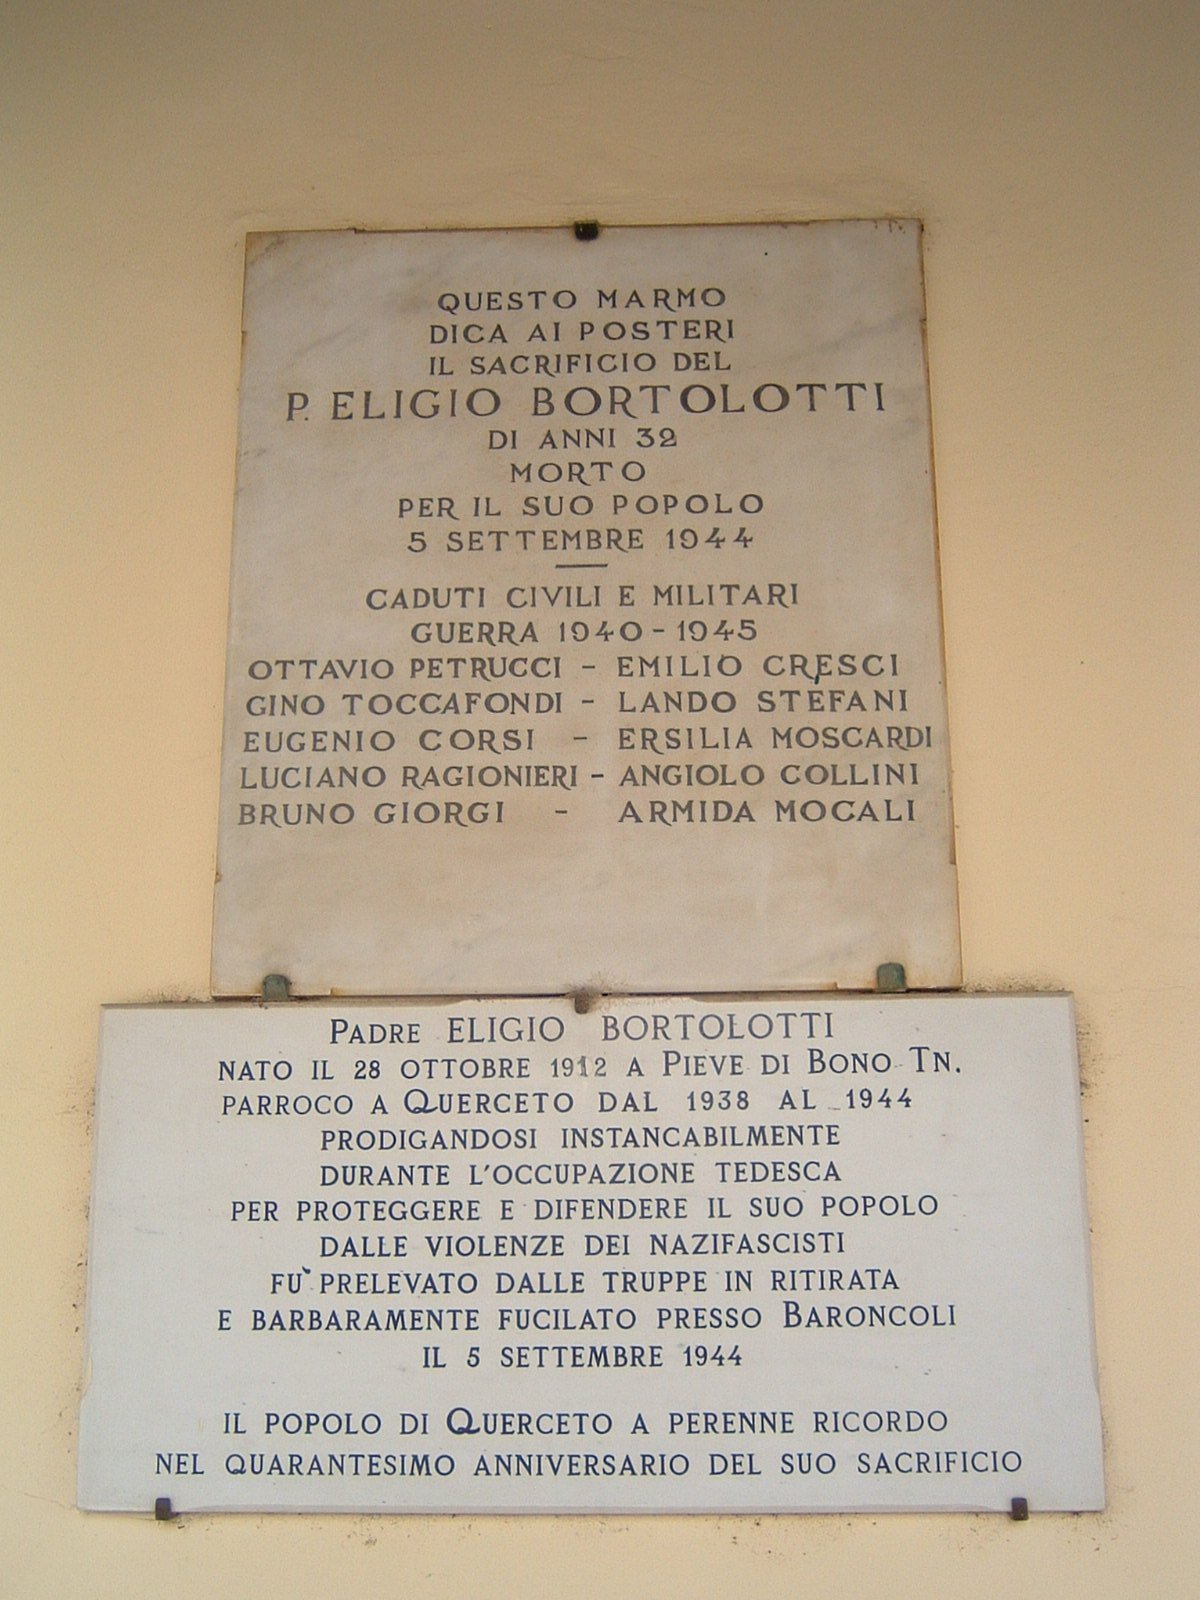 QUESTO MARMO
DICA AI POSTERI
IL SACRIFICIO DEL
P. ELIGIO BORTOLOTTI
DI ANNI 32
MORTO
PER IL SUO POPOLO
5 SETTEMBRE 1944
CADUTI CIVILI E MILITARI
GUERRA 1940-1945
OTTAVIO PETRUCCI - EMILIO CRESCI
GINO TOCCAFONDI - LANDO STEFANI
EUGENIO CORSI - ERSILIA MOSCARDI
LUCIANO RAGIONIERI - ANGIOLO COLLINI
BRUNO GIORGI - ARMIDA MOCALI
PADRE ELIGIO BORTOLOTTI
NATO IL 28 OTTOBRE 1912 A PIEVE DI BONO TN.
PARROCO A QUERCETO DAL 1938 AL 1944
PRODIGANDOSI INSTANCABILMENTE
DURANTE L'OCCUPAZIONE TEDESCA
PER PROTEGGERE E DIFENDERE IL SUO POPOLO
DALLE VIOLENZE DEI NAZIFASCISTI
FU' PRELEVATO DALLE TRUPPE IN RITIRATA
E BARBARAMENTE FUCILATO PRESSO BARONCOLI
IL 5 SETTEMBRE 1944
IL POPOLO DI QUERCETO A PERENNE RICORDO
NEL QUARANTESIMO ANNIVERSARIO DEL SUO SACRIFICIO